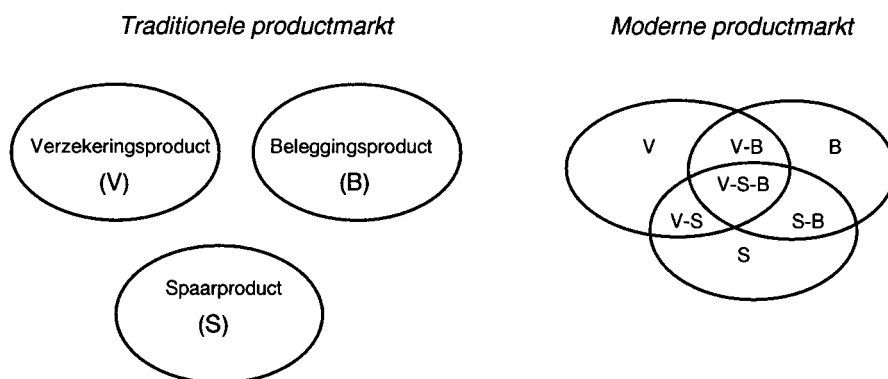 Traditionele productmarkt
Moderne productmarkt
Verzekeringsproduct
(V)
Beleggingsproduct
(B)
Spaarproduct
(S)
V
V-B
B
V-S-B
V-S
S-B
S